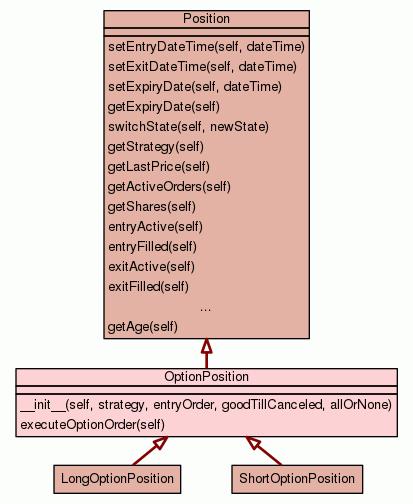 Position
setEntryDateTime(self, dateTime)
setExitDateTime(self, dateTime)
setExpiryDate(self, dateTime)
getExpiryDate(self)
switchState(self, newState)
getStrategy(self)
getLastPrice(self)
getActiveOrders(self)
getShares(self)
entryActive(self)
entryFilled(self)
exitActive(self)
exitFilled(self)
...
getAge(self)
OptionPosition
__init__(self, strategy, entryOrder, goodTillCanceled, allOrNone)
executeOptionOrder(self)
LongOptionPosition
ShortOptionPosition